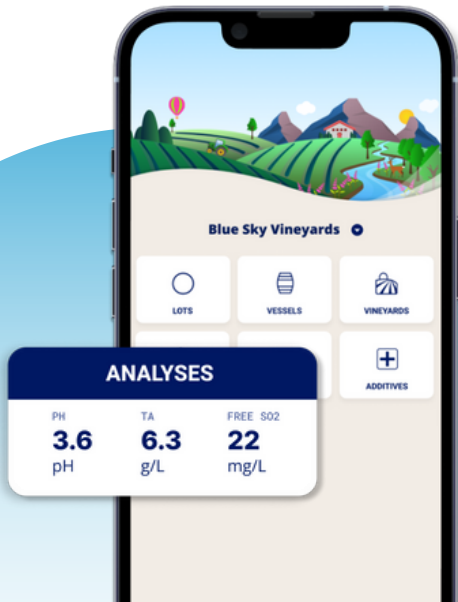 Blue Sky Vineyards
LOTS
VESSELS
VINEYARDS
ADDITIVES
ANALYSES
PH TA FREE SO2
3.6 6.3 22
pH g/L mg/L